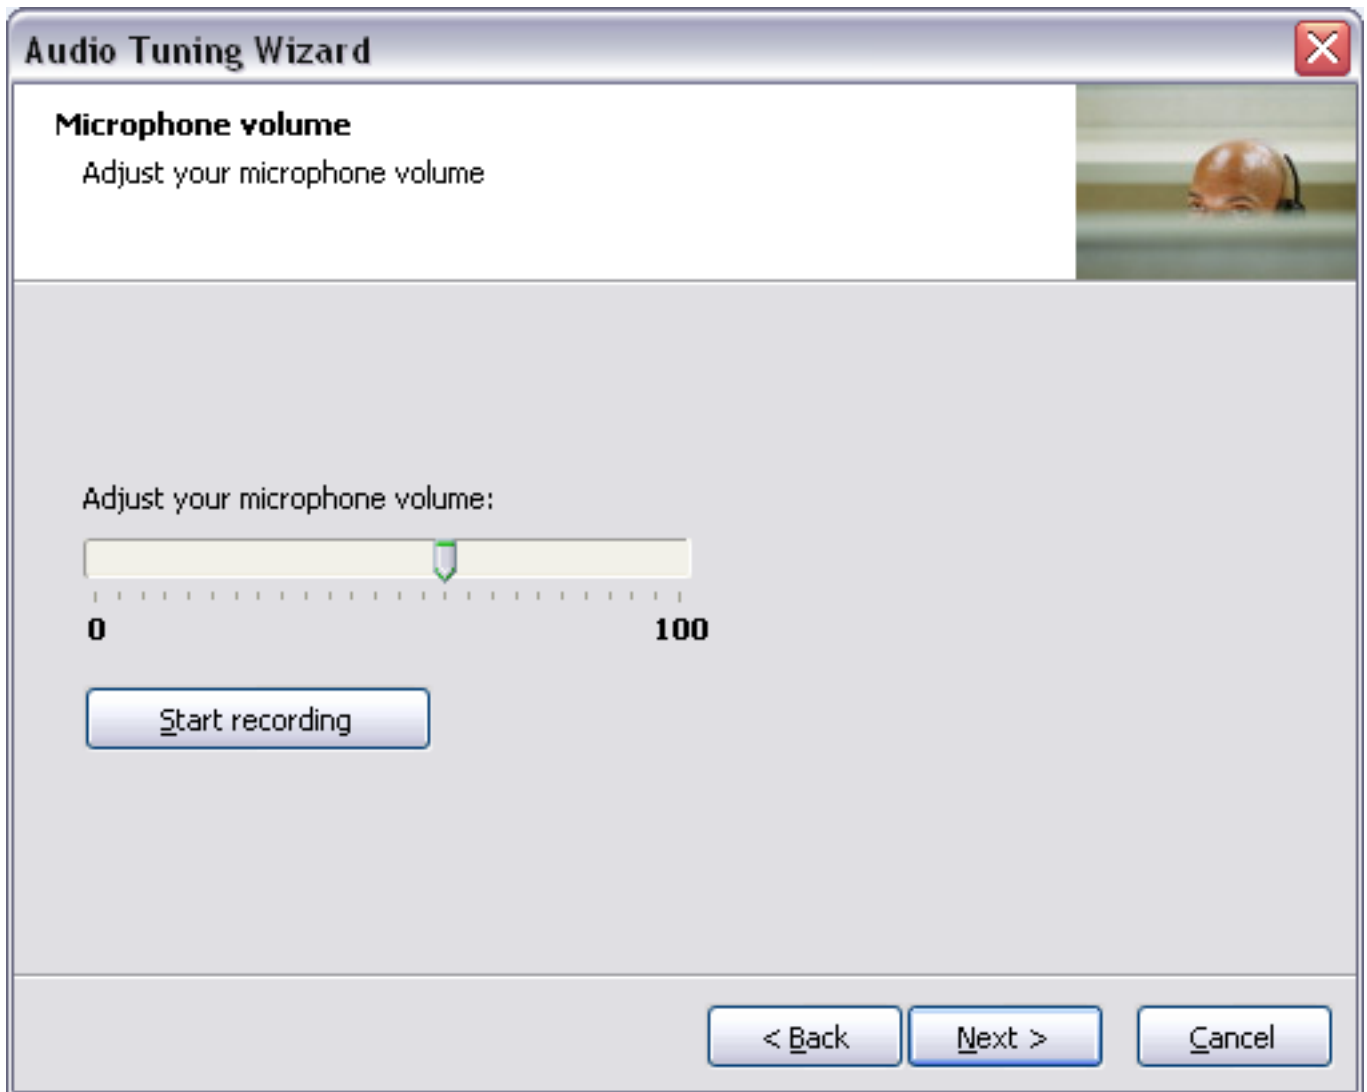 Audio Tuning Wizard
Microphone volume
Adjust your microphone volume
Adjust your microphone volume:
0 100
Start recording
< Back Next > Cancel